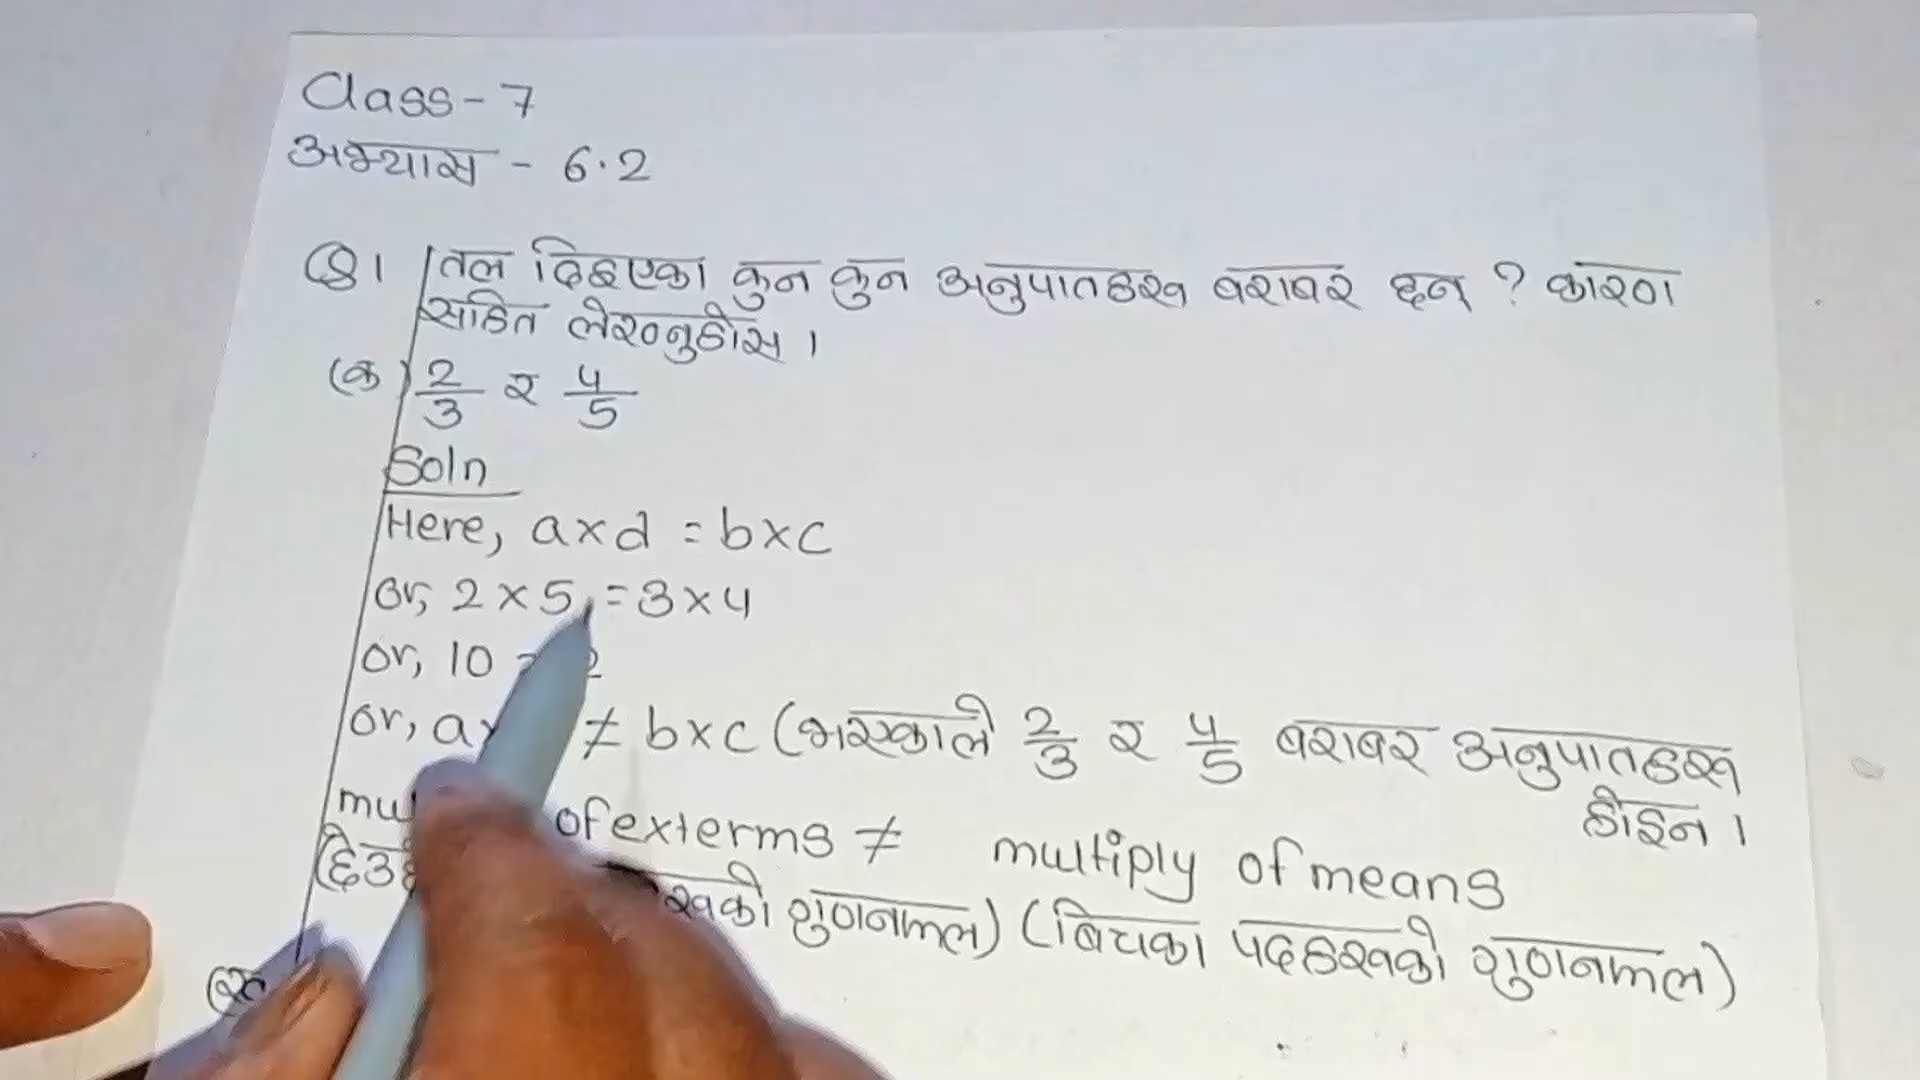 Class - 7
अभ्यास - 6.2
Q1 तल दिइएका कुन कुन अनुपातहरू बराबर छन् ? कारण
सहित लेख्नुहोस ।
(क) 2/3 र 4/5
Soln
Here, a×d = b×c
or, 2×5 = 3×4
or, 10
or, a× ≠ b×c (भएकाले 2/3 र 4/5 बराबर अनुपातहरू
होइन ।
of exterms ≠ multiply of means
गुणनफल) (बिचका पदहरूको गुणनफल)